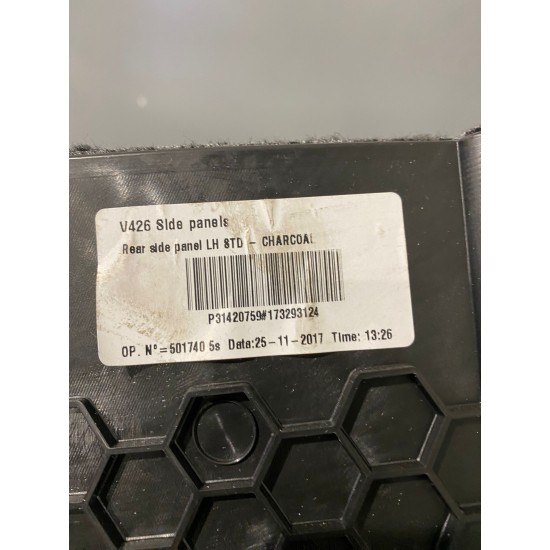 V426 Side panels
Rear side panel LH STD - CHARCOAL
P31420759#173293124
OP. Nº=501740 5s Data:25-11-2017 Time: 13:26